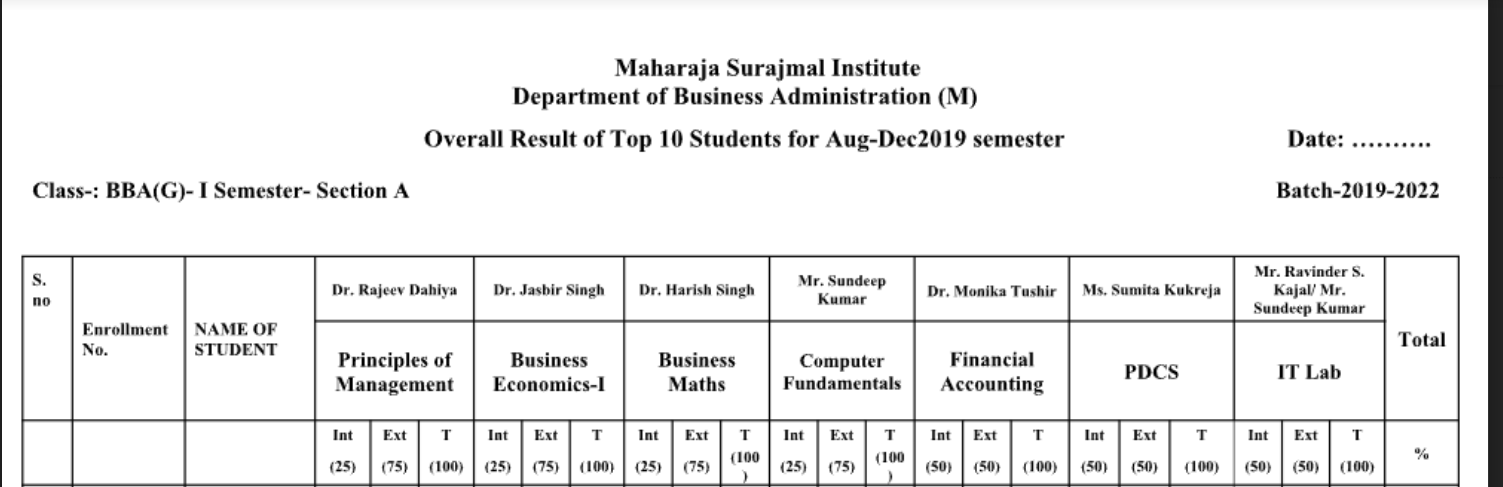 Maharaja Surajmal Institute
Department of Business Administration (M)
Overall Result of Top 10 Students for Aug-Dec2019 semester Date: ..........
Class-: BBA(G)- I Semester- Section A Batch-2019-2022
S.
no
Enrollment
No.
NAME OF
STUDENT
Dr. Rajeev Dahiya
Dr. Jasbir Singh
Dr. Harish Singh
Mr. Sundeep
Kumar
Dr. Monika Tushir
Ms. Sumita Kukreja
Mr. Ravinder S.
Kajal/ Mr.
Sundeep Kumar
Total
Principles of
Management
Business
Economics-I
Business
Maths
Computer
Fundamentals
Financial
Accounting
PDCS
IT Lab
Int Ext T Int Ext T Int Ext T Int Ext T Int Ext T Int Ext T Int Ext T %
(25) (75) (100) (25) (75) (100) (25) (75) (100 (25) (75) (100 (50) (50) (100) (50) (50) (100) (50) (50) (100)
) )